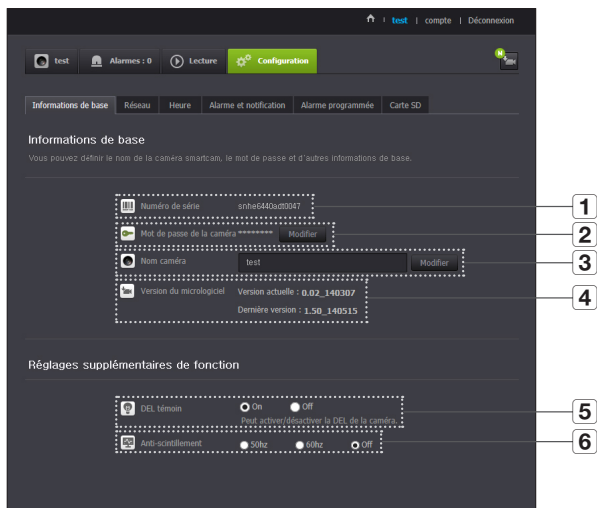 test | compte | Déconnexion
N
test Alarmes : 0 Lecture Configuration
Informations de base Réseau Heure Alarme et notification Alarme programmée Carte SD
Informations de base
Vous pouvez définir le nom de la caméra smartcam, le mot de passe et d'autres informations de base.
Numéro de série snhe6440adt0047 1
Mot de passe de la caméra ******** Modifier 2
Nom caméra test Modifier 3
Version du micrologiciel Version actuelle : 0.02_140307 4
Dernière version : 1.50_140515
Réglages supplémentaires de fonction
DEL témoin On Off 5
Peut activer/désactiver la DEL de la caméra.
Anti-scintillement 50hz 60hz Off 6